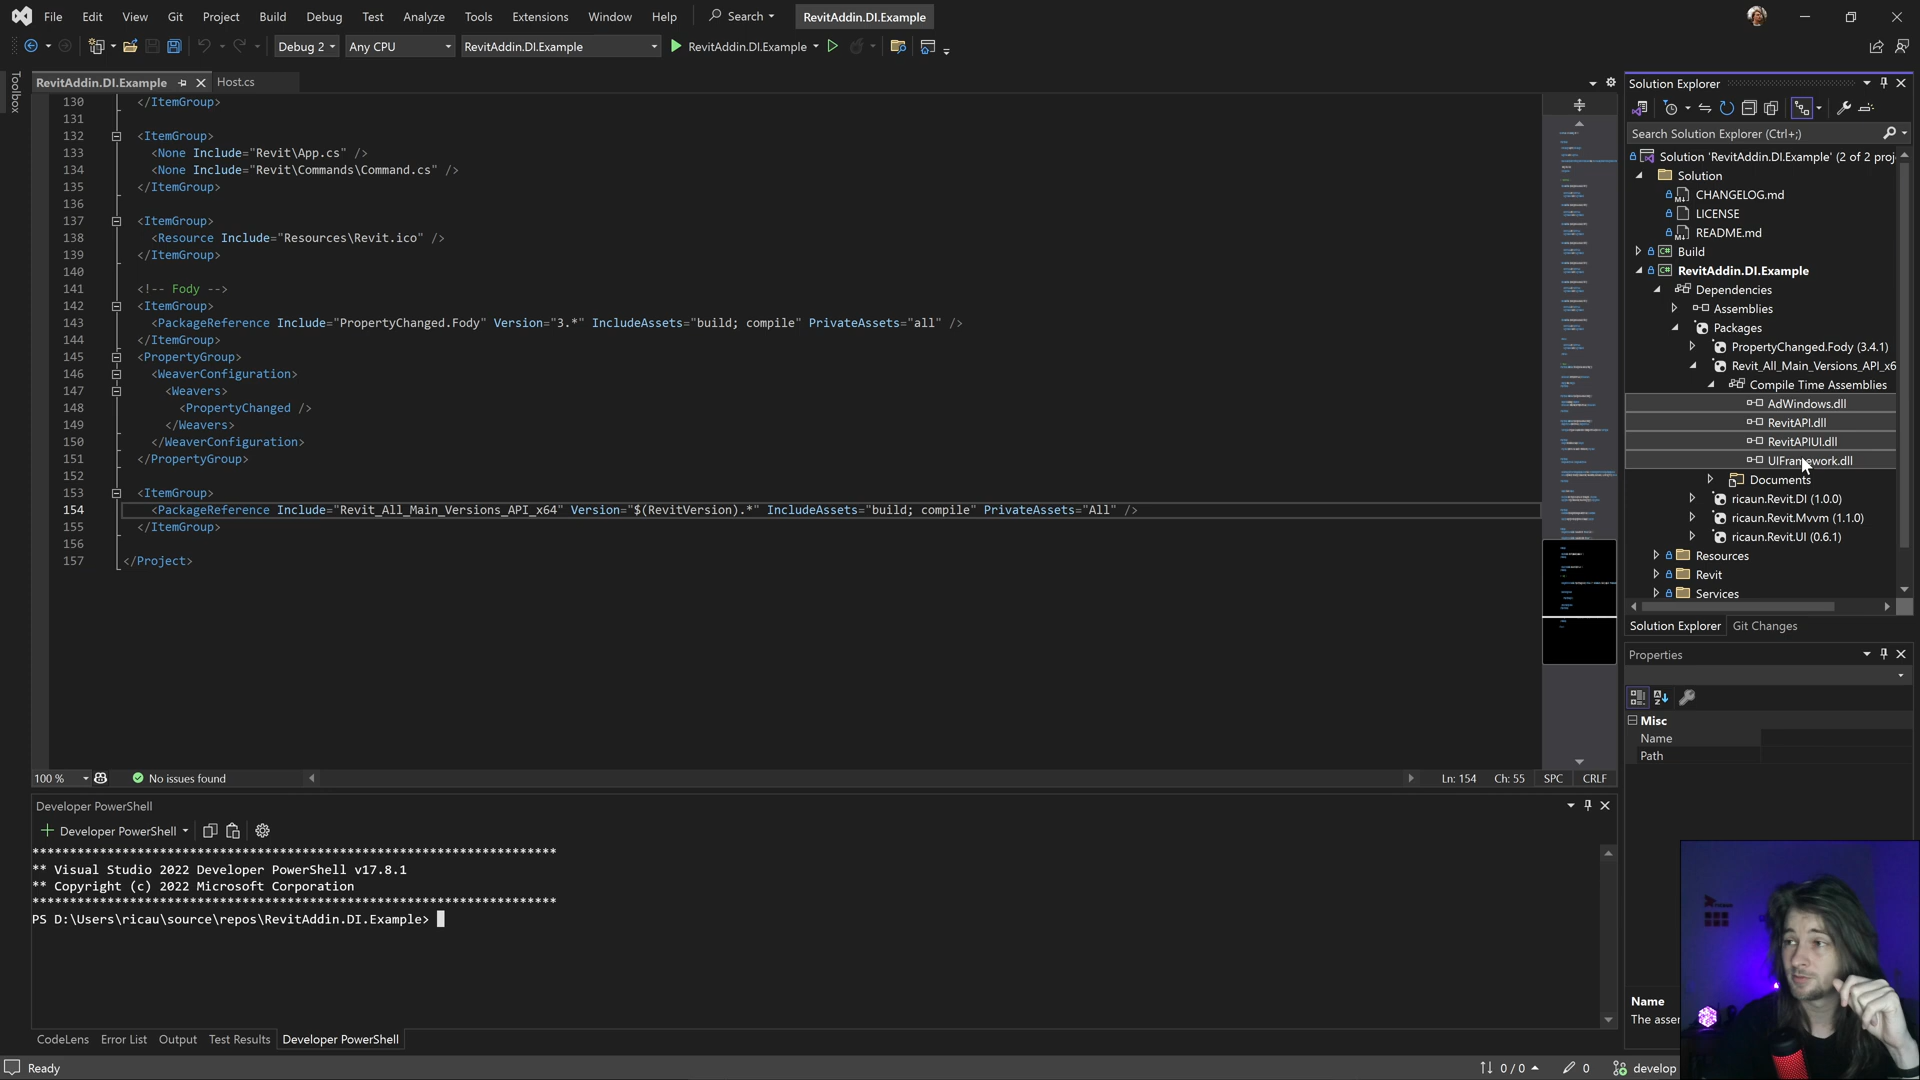 File Edit View Git Project Build Debug Test Analyze Tools Extensions Window Help Search RevitAddin.DI.Example
Debug 2 Any CPU RevitAddin.DI.Example RevitAddin.DI.Example
Toolbox
RevitAddin.DI.Example Host.cs
130 </ItemGroup>
131
132 <ItemGroup>
133 <None Include="Revit\App.cs" />
134 <None Include="Revit\Commands\Command.cs" />
135 </ItemGroup>
136
137 <ItemGroup>
138 <Resource Include="Resources\Revit.ico" />
139 </ItemGroup>
140
141 <!-- Fody -->
142 <ItemGroup>
143 <PackageReference Include="PropertyChanged.Fody" Version="3.*" IncludeAssets="build; compile" PrivateAssets="all" />
144 </ItemGroup>
145 <PropertyGroup>
146 <WeaverConfiguration>
147 <Weavers>
148 <PropertyChanged />
149 </Weavers>
150 </WeaverConfiguration>
151 </PropertyGroup>
152
153 <ItemGroup>
154 <PackageReference Include="Revit_All_Main_Versions_API_x64" Version="$(RevitVersion).*" IncludeAssets="build; compile" PrivateAssets="All" />
155 </ItemGroup>
156
157 </Project>
100 % No issues found Ln: 154 Ch: 55 SPC CRLF
Developer PowerShell
Developer PowerShell
**********************************************************************
** Visual Studio 2022 Developer PowerShell v17.8.1
** Copyright (c) 2022 Microsoft Corporation
**********************************************************************
PS D:\Users\ricau\source\repos\RevitAddin.DI.Example>
CodeLens Error List Output Test Results Developer PowerShell
Solution Explorer
Search Solution Explorer (Ctrl+;)
Solution 'RevitAddin.DI.Example' (2 of 2 proj
Solution
CHANGELOG.md
LICENSE
README.md
Build
RevitAddin.DI.Example
Dependencies
Assemblies
Packages
PropertyChanged.Fody (3.4.1)
Revit_All_Main_Versions_API_x6
Compile Time Assemblies
AdWindows.dll
RevitAPI.dll
RevitAPIUI.dll
UIFramework.dll
Documents
ricaun.Revit.DI (1.0.0)
ricaun.Revit.Mvvm (1.1.0)
ricaun.Revit.UI (0.6.1)
Resources
Revit
Services
Solution Explorer Git Changes
Properties
Misc
Name
Path
Name
The asser
Ready 0 / 0 0 develop